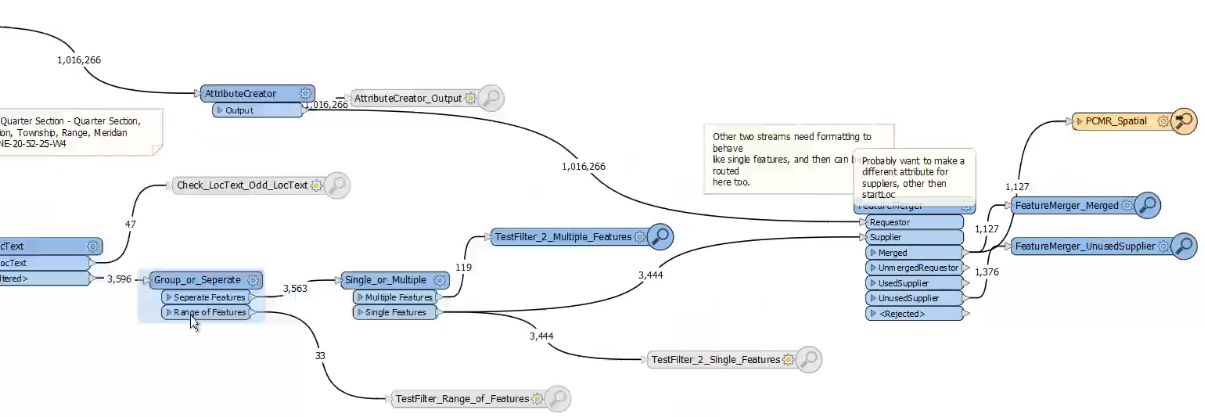 1,016,266
AttributeCreator
Output
1,016,266
AttributeCreator_Output
Quarter Section - Quarter Section,
ion, Township, Range, Meridian
NE-20-52-25-W4
Check_LocText_Odd_LocText
47
cText
ocText
ltered>
3,596
Group_or_Seperate
Seperate Features
Range of Features
3,563
33
Single_or_Multiple
Multiple Features
Single Features
119
TestFilter_2_Multiple_Features
3,444
3,444
TestFilter_2_Single_Features
TestFilter_Range_of_Features
1,016,266
Other two streams need formatting to
behave
like single features, and then can be
routed
here too.
Probably want to make a
different attribute for
suppliers, other then
startLoc
FeatureMerger
Requestor
Supplier
Merged
UnmergedRequestor
UsedSupplier
UnusedSupplier
<Rejected>
1,127
1,127
1,376
PCMR_Spatial
FeatureMerger_Merged
FeatureMerger_UnusedSupplier